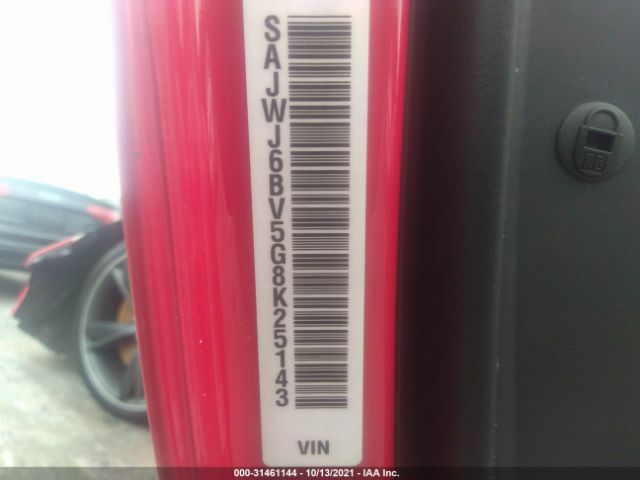 SAJWJ6BV5G8K25143
VIN
000-31461144 - 10/13/2021 - IAA Inc.